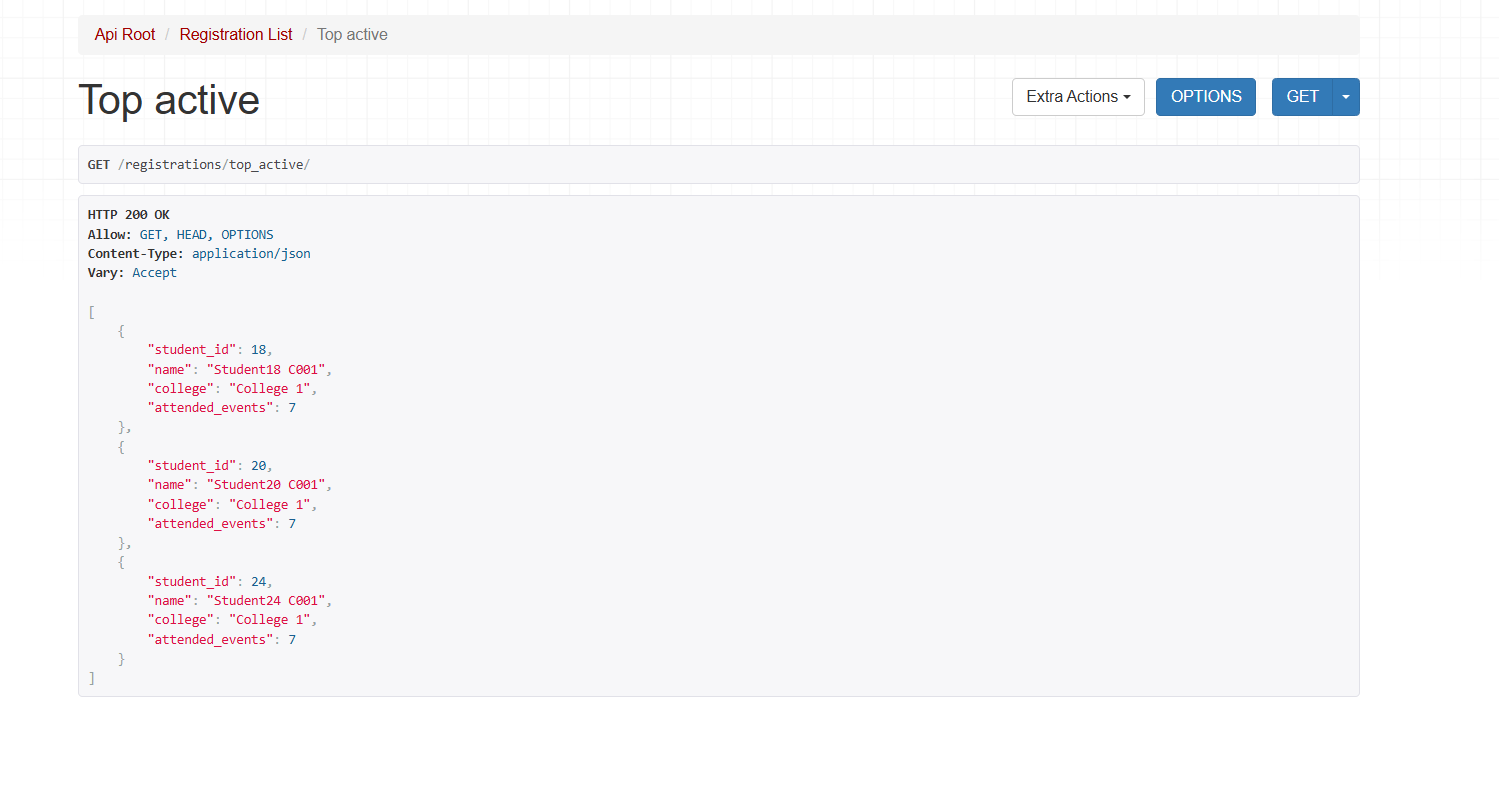 Api Root / Registration List / Top active
Top active
Extra Actions
OPTIONS
GET
GET /registrations/top_active/
HTTP 200 OK
Allow: GET, HEAD, OPTIONS
Content-Type: application/json
Vary: Accept
[
    {
        "student_id": 18,
        "name": "Student18 C001",
        "college": "College 1",
        "attended_events": 7
    },
    {
        "student_id": 20,
        "name": "Student20 C001",
        "college": "College 1",
        "attended_events": 7
    },
    {
        "student_id": 24,
        "name": "Student24 C001",
        "college": "College 1",
        "attended_events": 7
    }
]